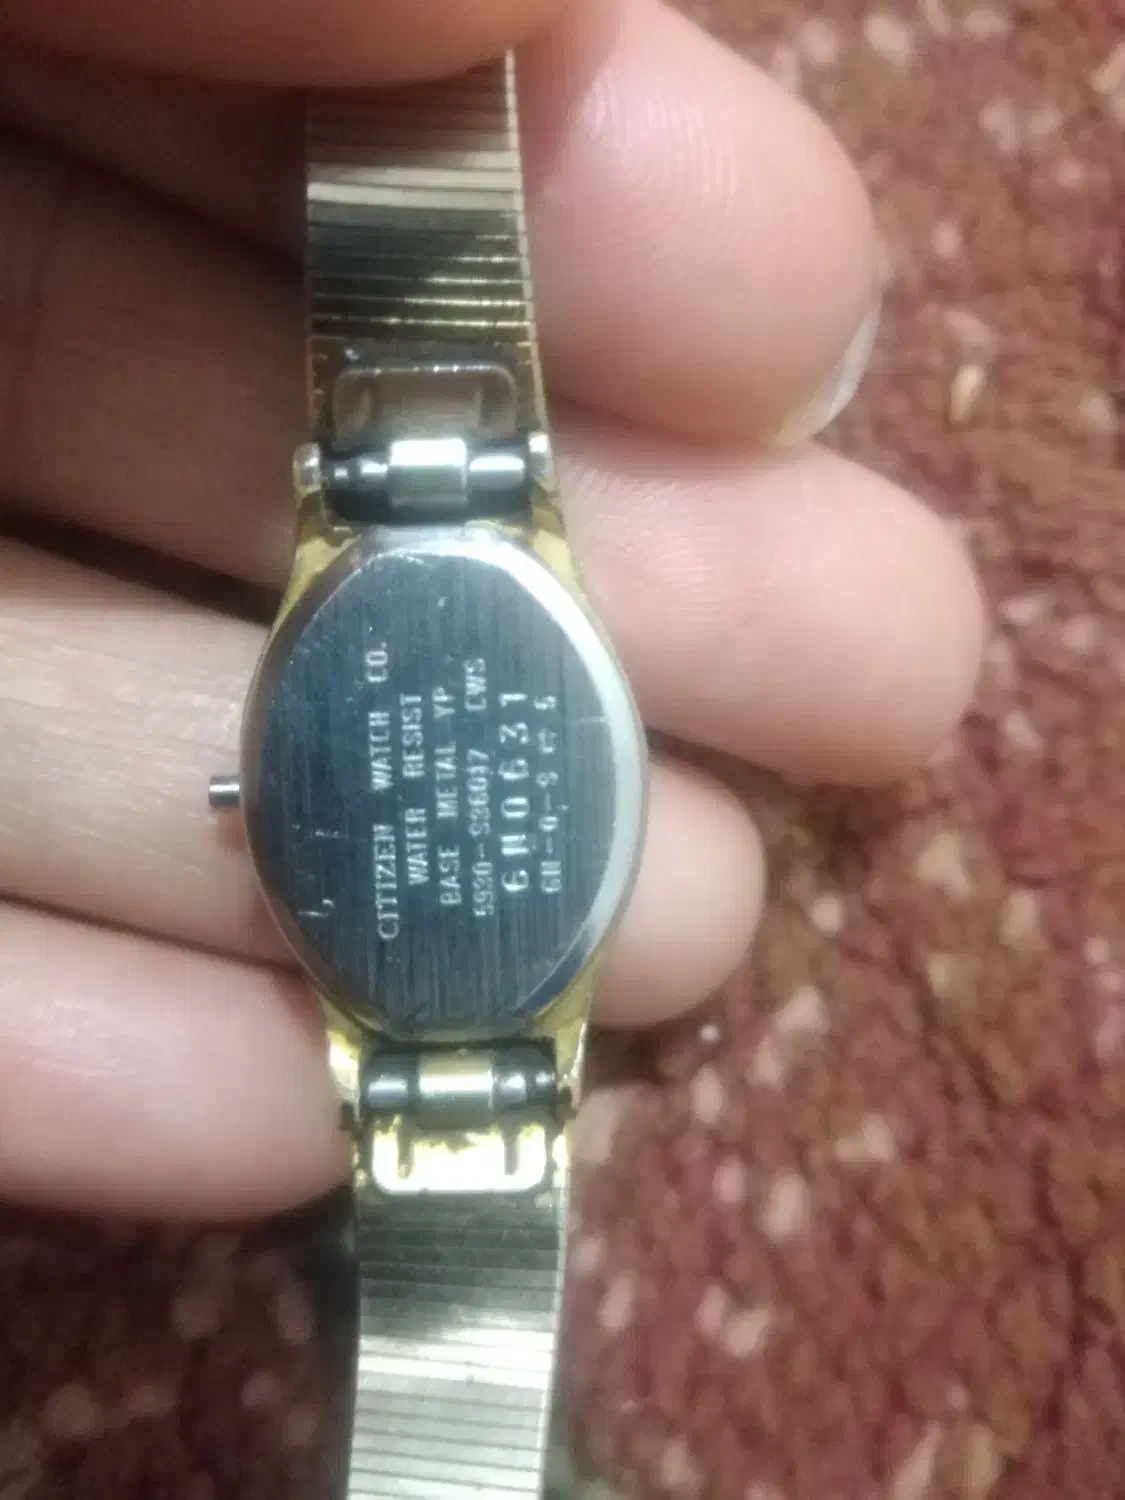 CITIZEN WATCH CO.
WATER RESIST
BASE METAL YP
5930-S36017 CWS
6N0631
GN-0-S